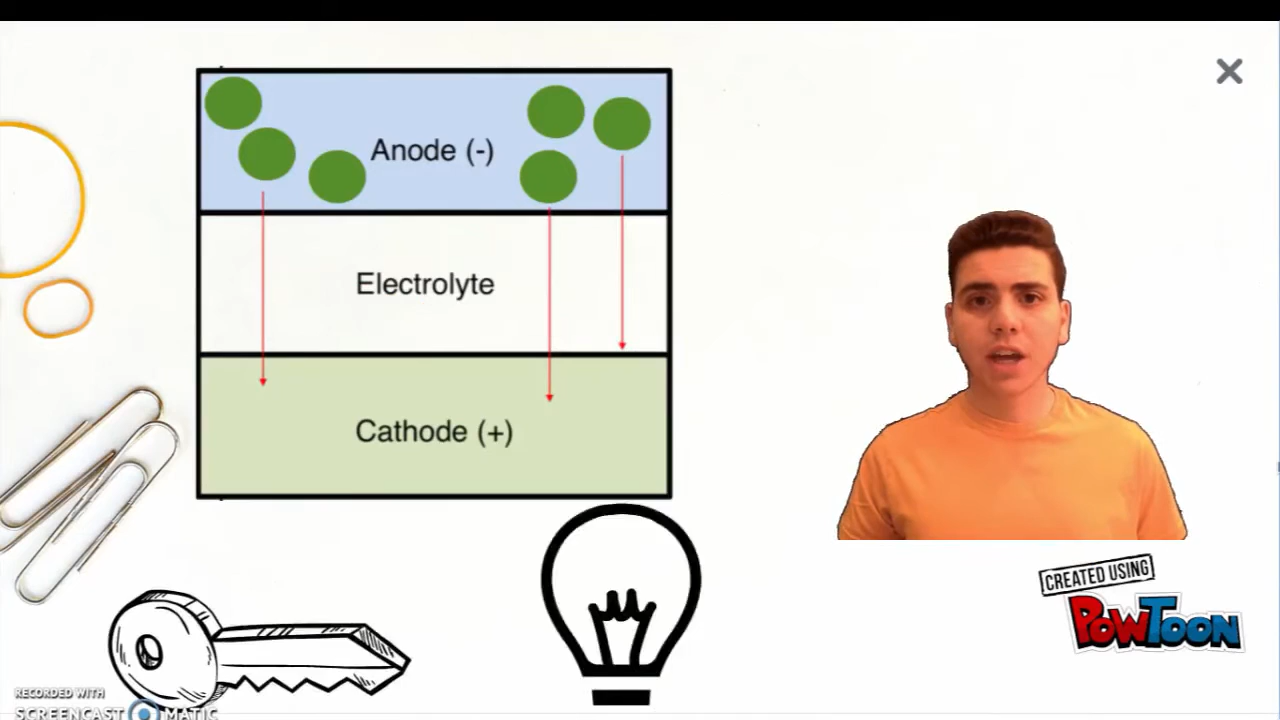 Anode (-)
Electrolyte
Cathode (+)
CREATED USING
POWTOON
RECORDED WITH
SCREENCAST MATIC